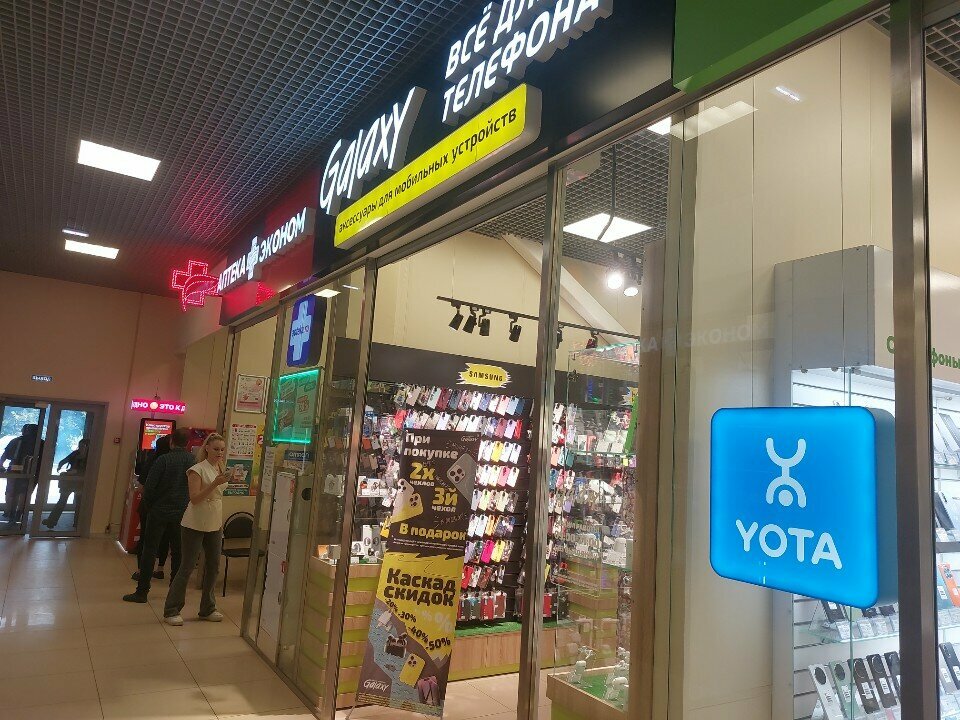 ВСЁ ДЛЯ
ТЕЛЕФОНА
Galaxy
аксессуары для мобильных устройств
АПТЕКА ЭКОНОМ
SAMSUNG
При
покупке
2х
чехлов
3й
чехол
В подарок
Каскад
скидок
-30%
-40%
-50%
Galaxy
YOTA
ЭТО К